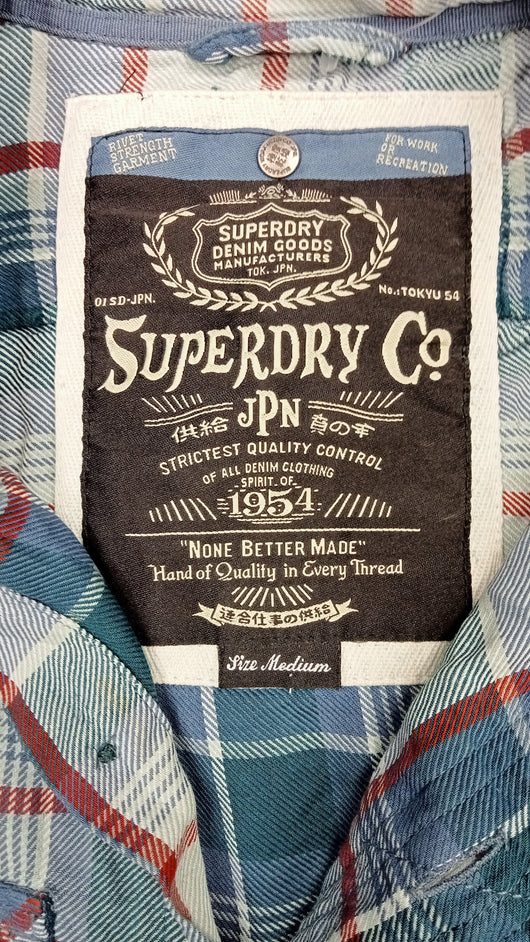 RIVET
STRENGTH
GARMENT
FOR WORK
OR
RECREATION
SUPERDRY
DENIM GOODS
MANUFACTURERS
TOK. JPN.
01 SD-JPN.
No.: TOKYU 54
SUPERDRY Co
JPN
供給
真の手
STRICTEST QUALITY CONTROL
OF ALL DENIM CLOTHING
SPIRIT OF
1954
"NONE BETTER MADE"
Hand of Quality in Every Thread
連合仕事の供給
Size Medium